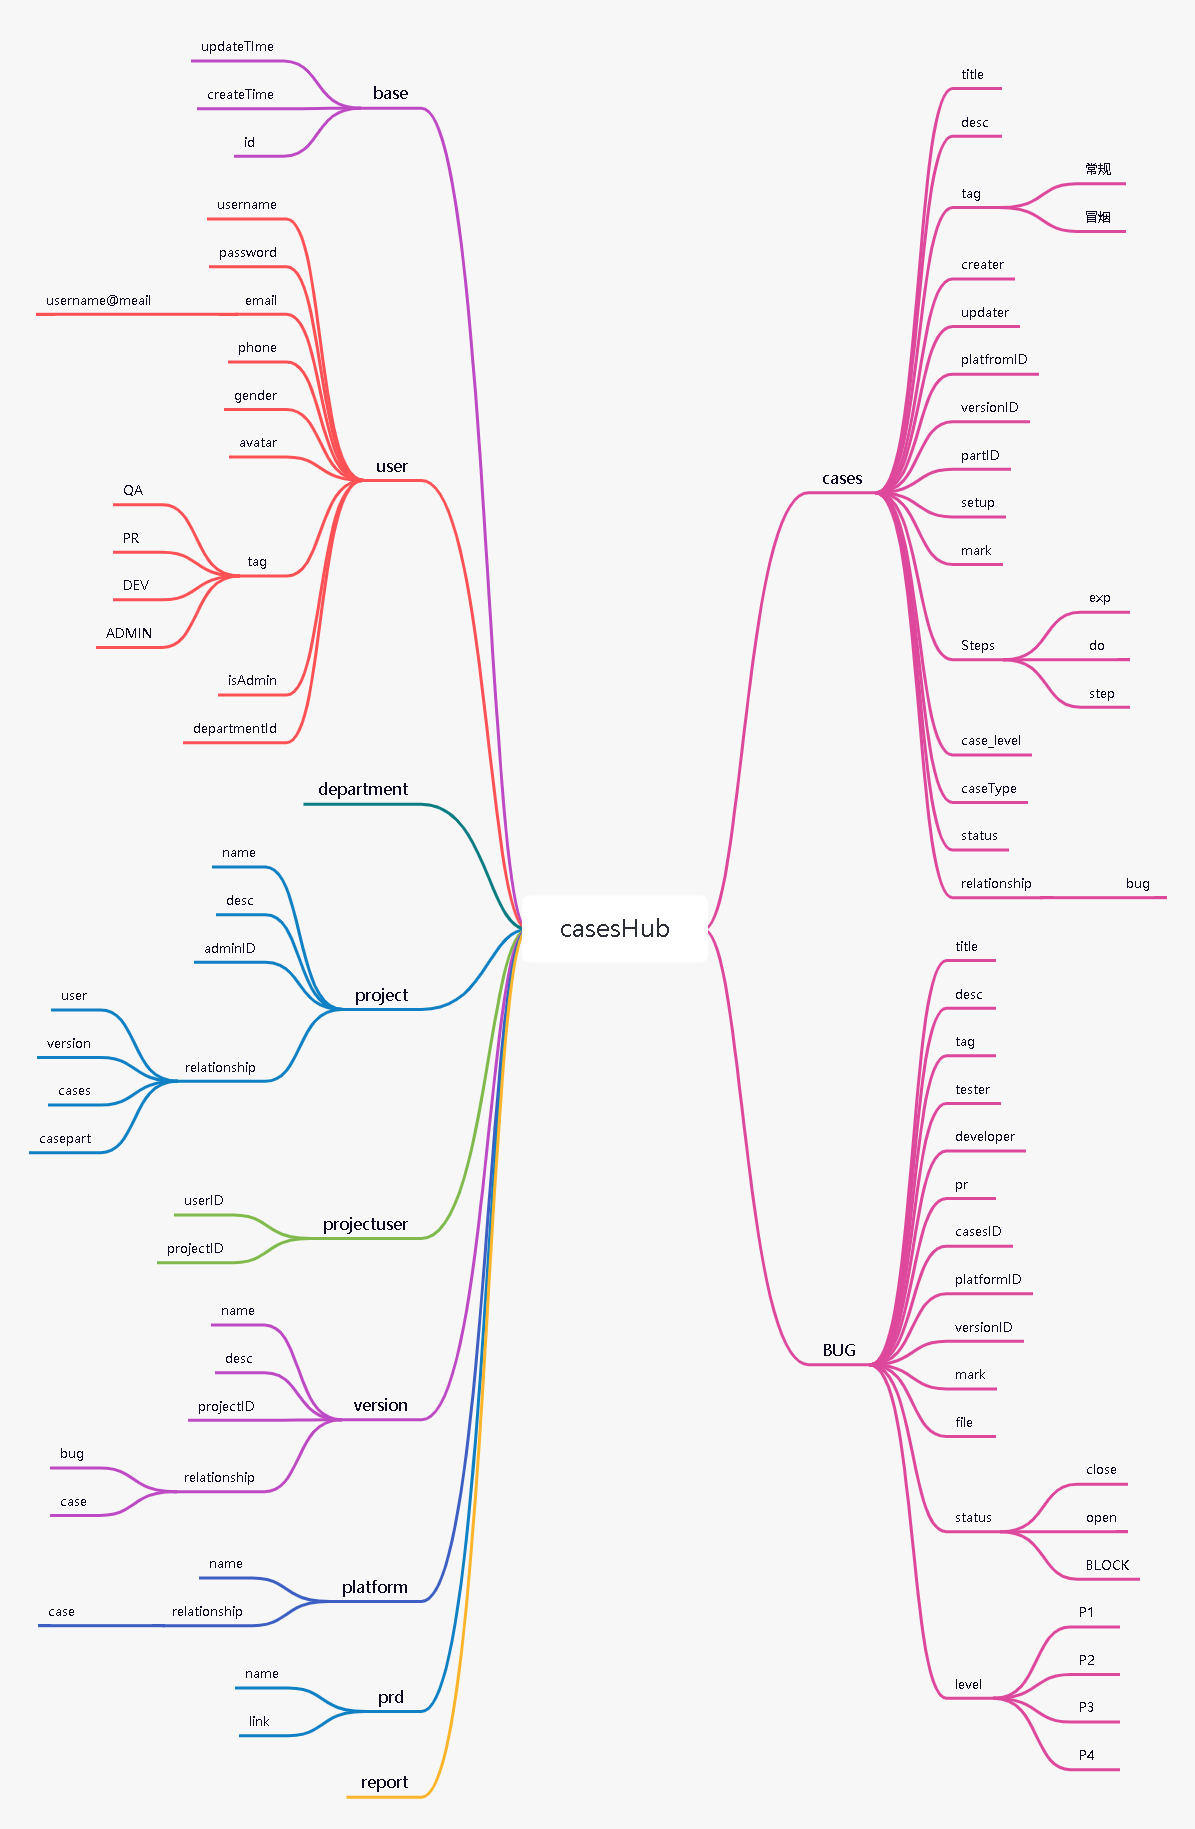 casesHub
base
updateTIme
createTime
id
user
username
password
email
username@meail
phone
gender
avatar
tag
QA
PR
DEV
ADMIN
isAdmin
departmentId
department
project
name
desc
adminID
relationship
user
version
cases
casepart
projectuser
userID
projectID
version
name
desc
projectID
relationship
bug
case
platform
name
relationship
case
prd
name
link
report
cases
title
desc
tag
常规
冒烟
creater
updater
platfromID
versionID
partID
setup
mark
Steps
exp
do
step
case_level
caseType
status
relationship
bug
BUG
title
desc
tag
tester
developer
pr
casesID
platformID
versionID
mark
file
status
close
open
BLOCK
level
P1
P2
P3
P4